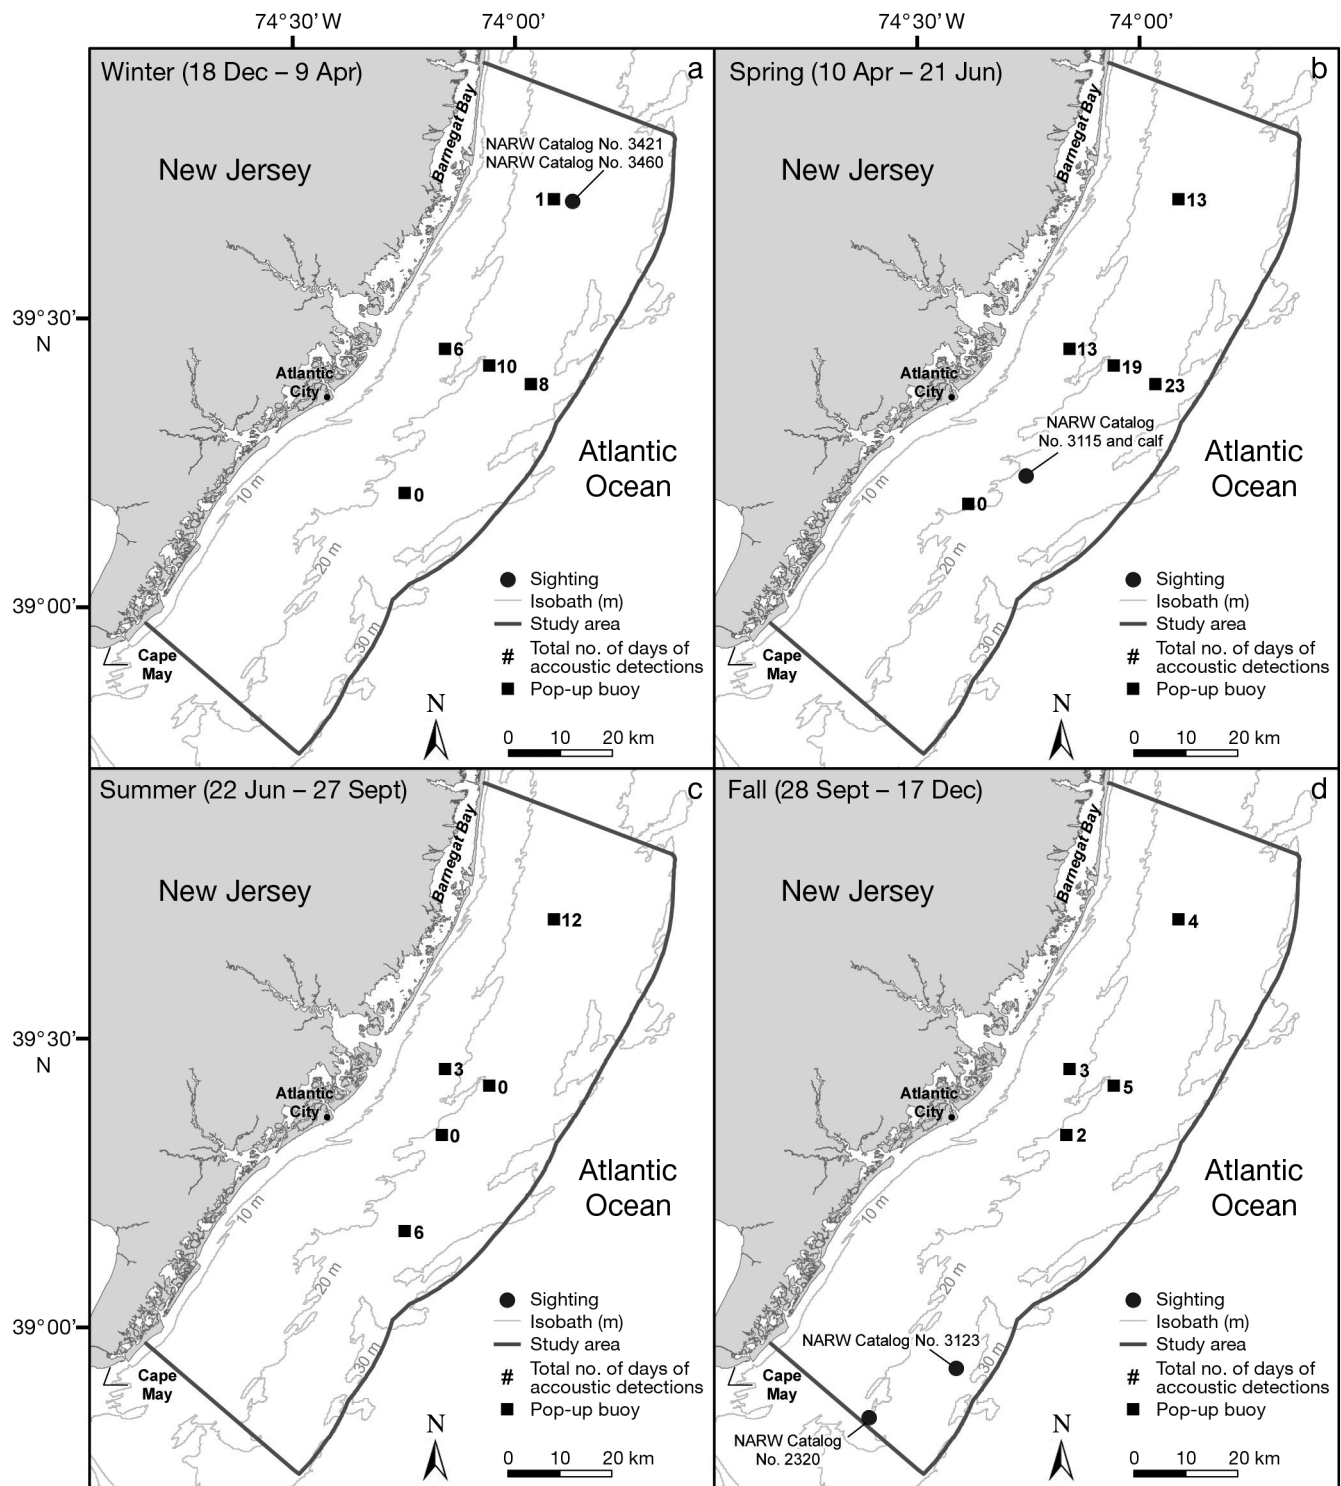 74°30' W
74°00'
74°30'
74°00'
Winter (18 Dec – 9 Apr)
a
Barnegat Bay
New Jersey
NARW Catalog No. 3421
NARW Catalog No. 3460
1
39°30'
N
6
10
8
Atlantic
City
Atlantic
Ocean
10 m
0
20 m
Sighting
Isobath (m)
39°00'
Study area
30 m
# Total no. of days of
accoustic detections
Cape
May
Pop-up buoy
N
0 10 20 km
Spring (10 Apr – 21 Jun)
b
Barnegat Bay
New Jersey
13
13
19
23
Atlantic
City
NARW Catalog
No. 3115 and calf
Atlantic
Ocean
10 m
0
20 m
Sighting
Isobath (m)
Study area
30 m
# Total no. of days of
accoustic detections
Cape
May
Pop-up buoy
N
0 10 20 km
Summer (22 Jun – 27 Sept)
c
Barnegat Bay
New Jersey
12
39°30'
N
3
0
Atlantic
City
0
Atlantic
Ocean
10 m
6
20 m
Sighting
Isobath (m)
39°00'
Study area
30 m
# Total no. of days of
accoustic detections
Cape
May
Pop-up buoy
N
0 10 20 km
Fall (28 Sept – 17 Dec)
d
Barnegat Bay
New Jersey
4
3
5
Atlantic
City
2
Atlantic
Ocean
10 m
20 m
Sighting
Isobath (m)
NARW Catalog No. 3123
Study area
30 m
# Total no. of days of
accoustic detections
Cape
May
Pop-up buoy
NARW Catalog
No. 2320
N
0 10 20 km